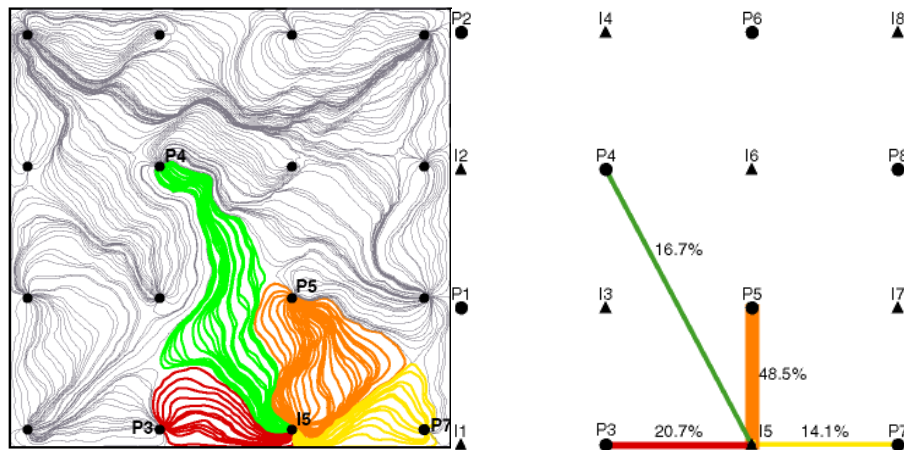 P2 I4 P6 I8
P4 I2 P4 I6 P8
16.7%
P5 P1 I3 P5 I7
48.5%
P3 I5 P7 I1 P3 20.7% I5 14.1% P7